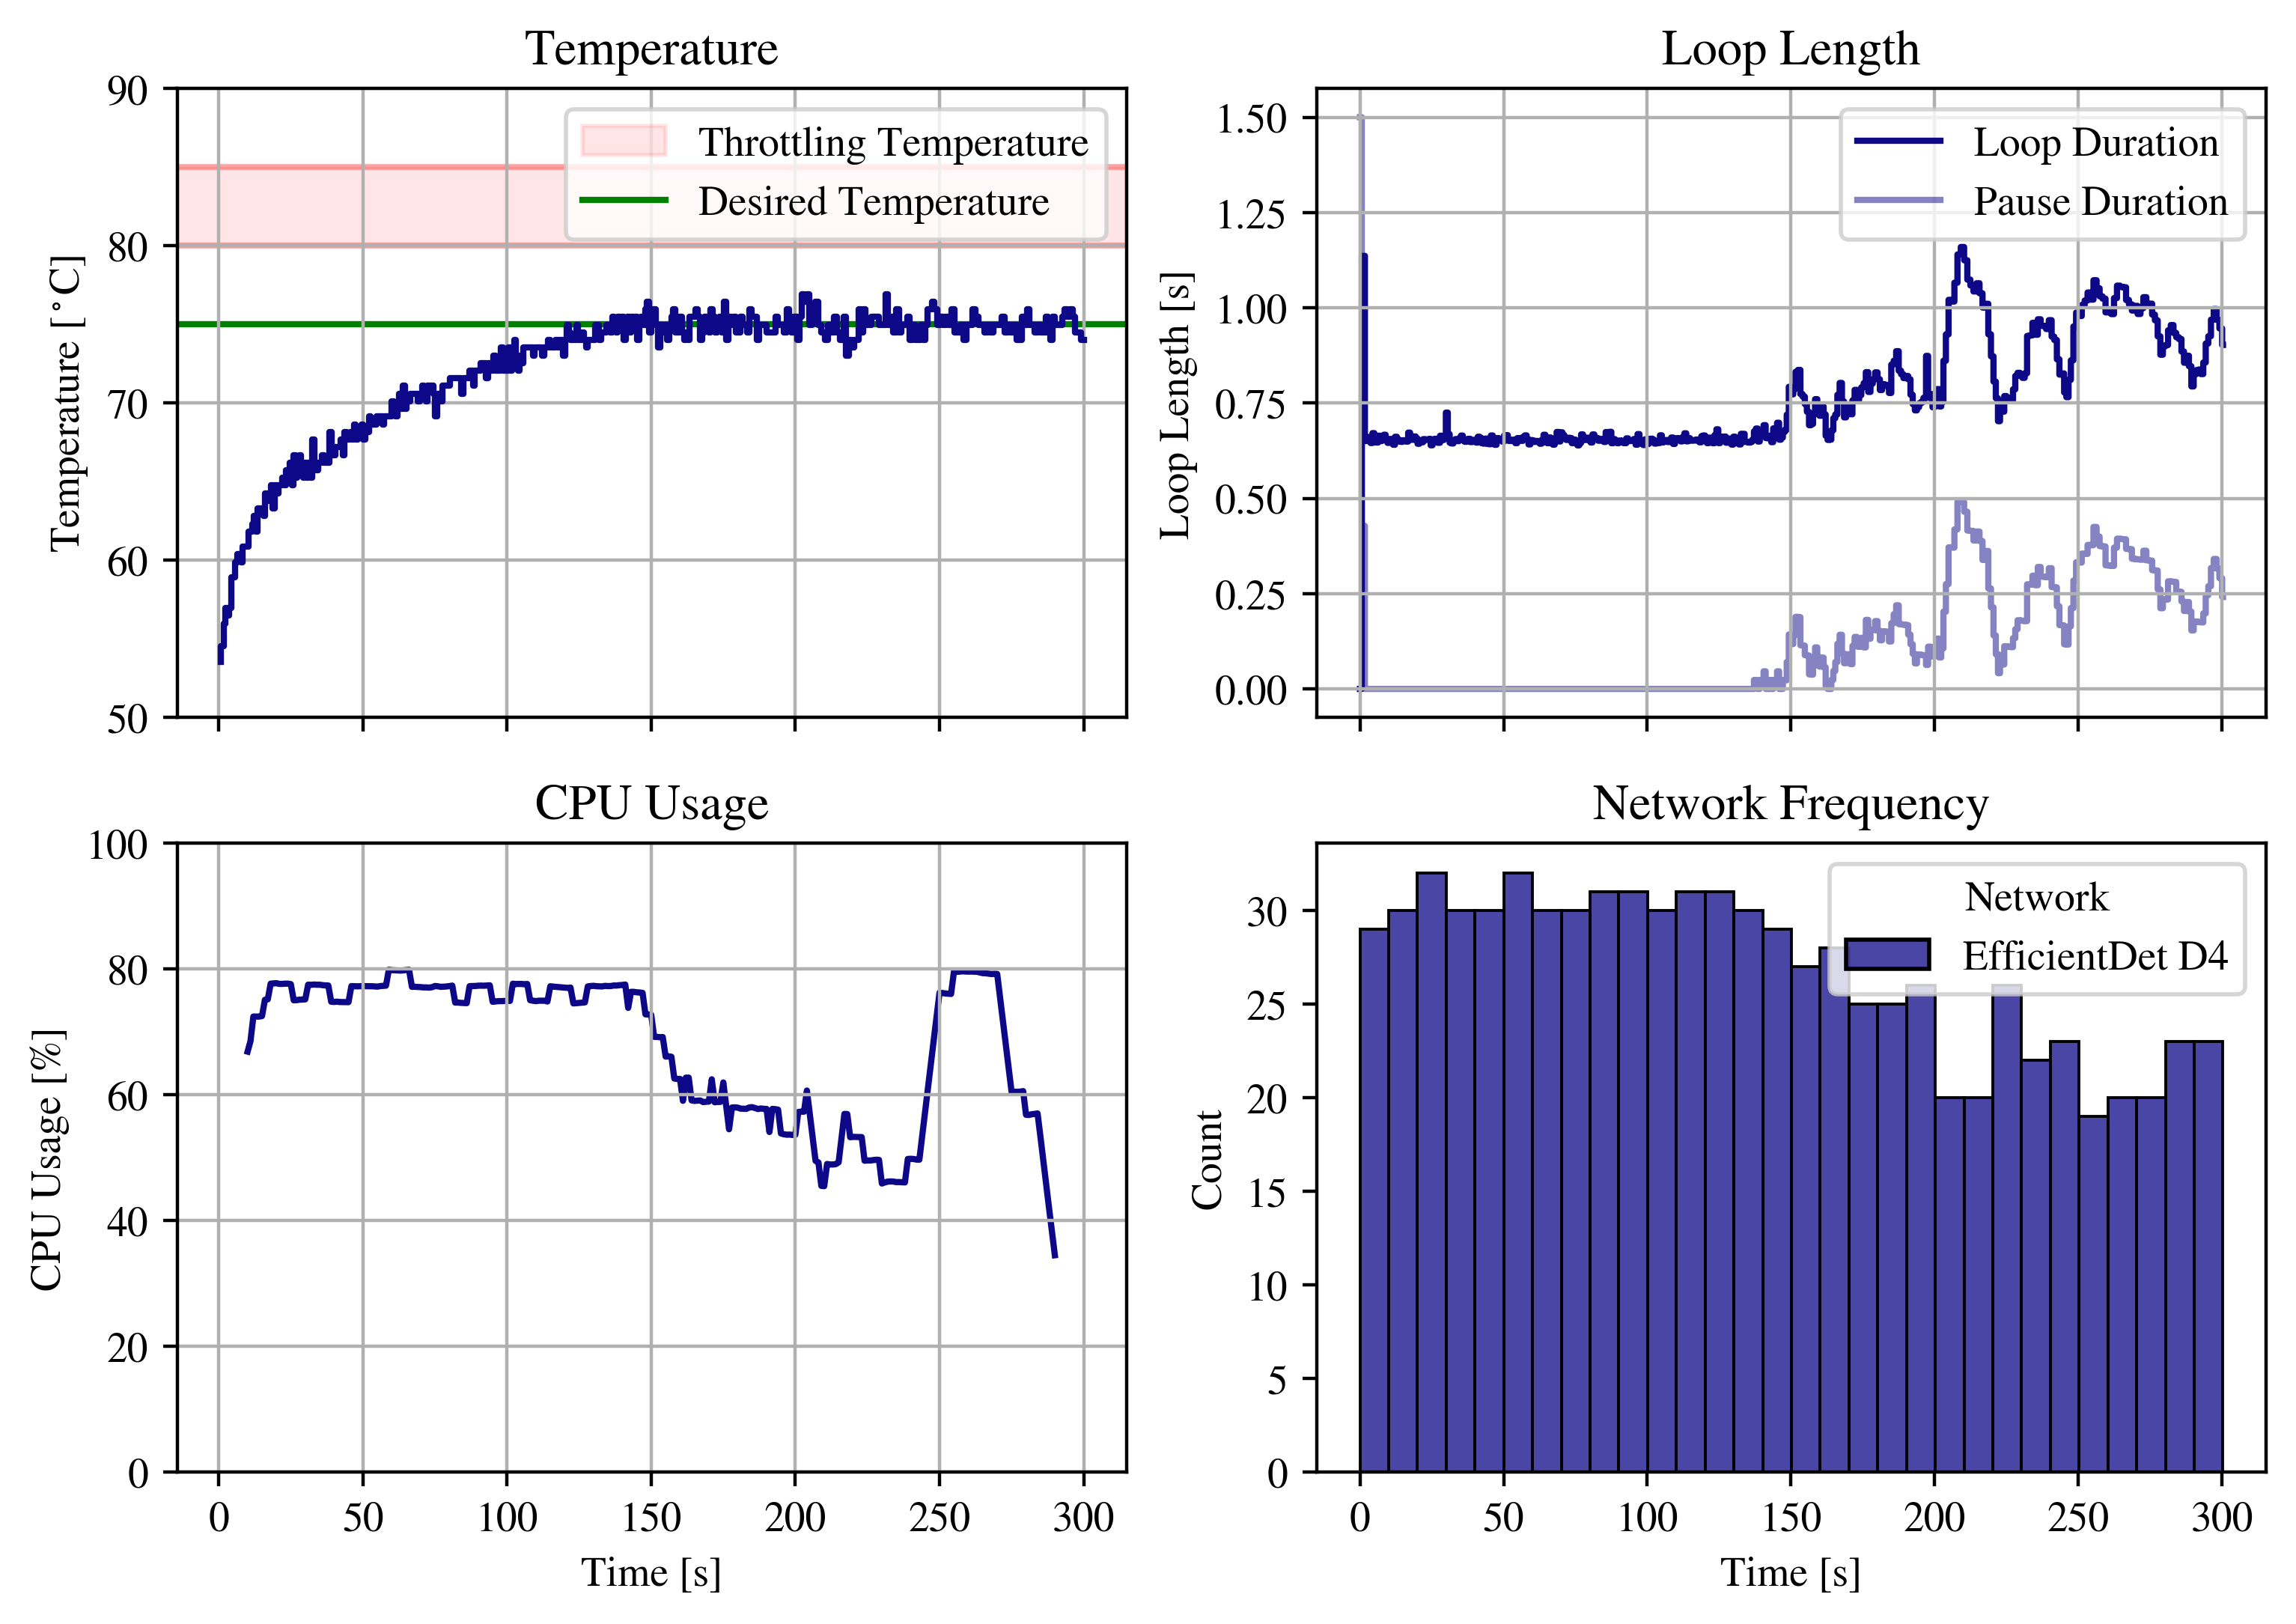 Temperature
90
80
70
60
50
Temperature [°C]
Throttling Temperature
Desired Temperature
Loop Length
1.50
1.25
1.00
0.75
0.50
0.25
0.00
Loop Length [s]
Loop Duration
Pause Duration
CPU Usage
100
80
60
40
20
0
CPU Usage [%]
0 50 100 150 200 250 300
Time [s]
Network Frequency
30
25
20
15
10
5
0
Count
Network
EfficientDet D4
0 50 100 150 200 250 300
Time [s]